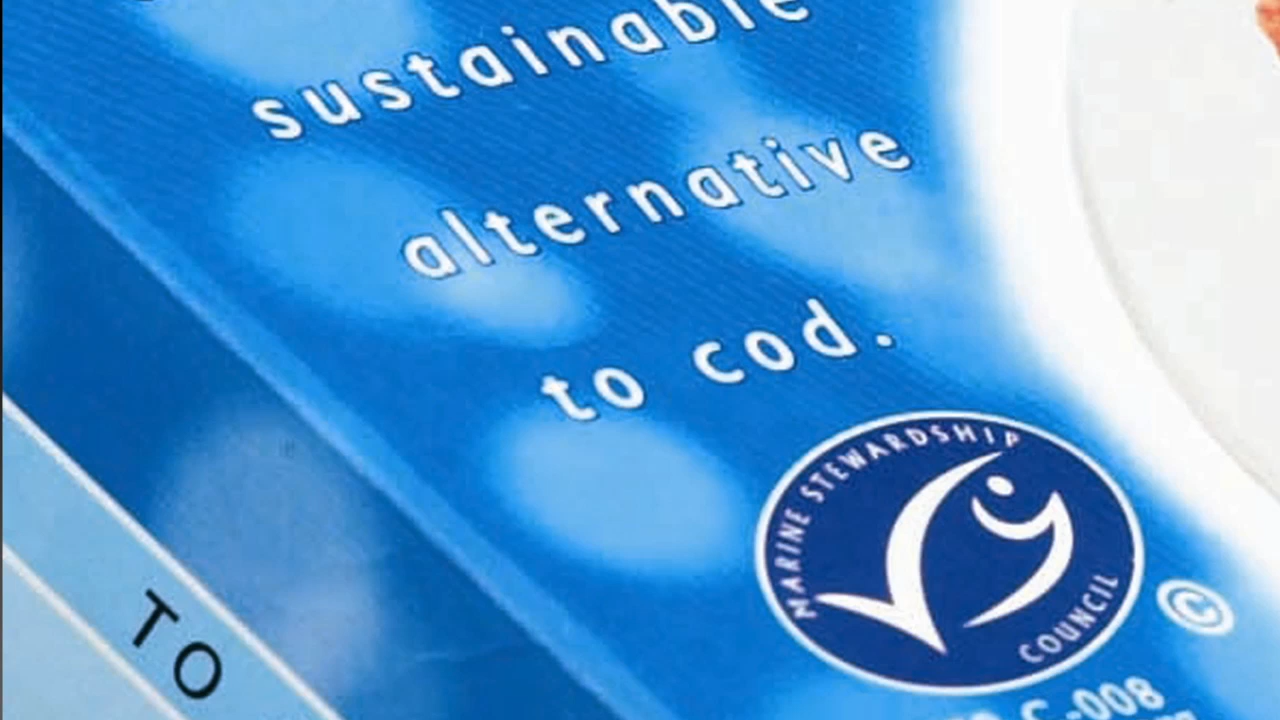 sustainable
alternative
to cod.
MARINE STEWARDSHIP
COUNCIL
©
C-008
TO